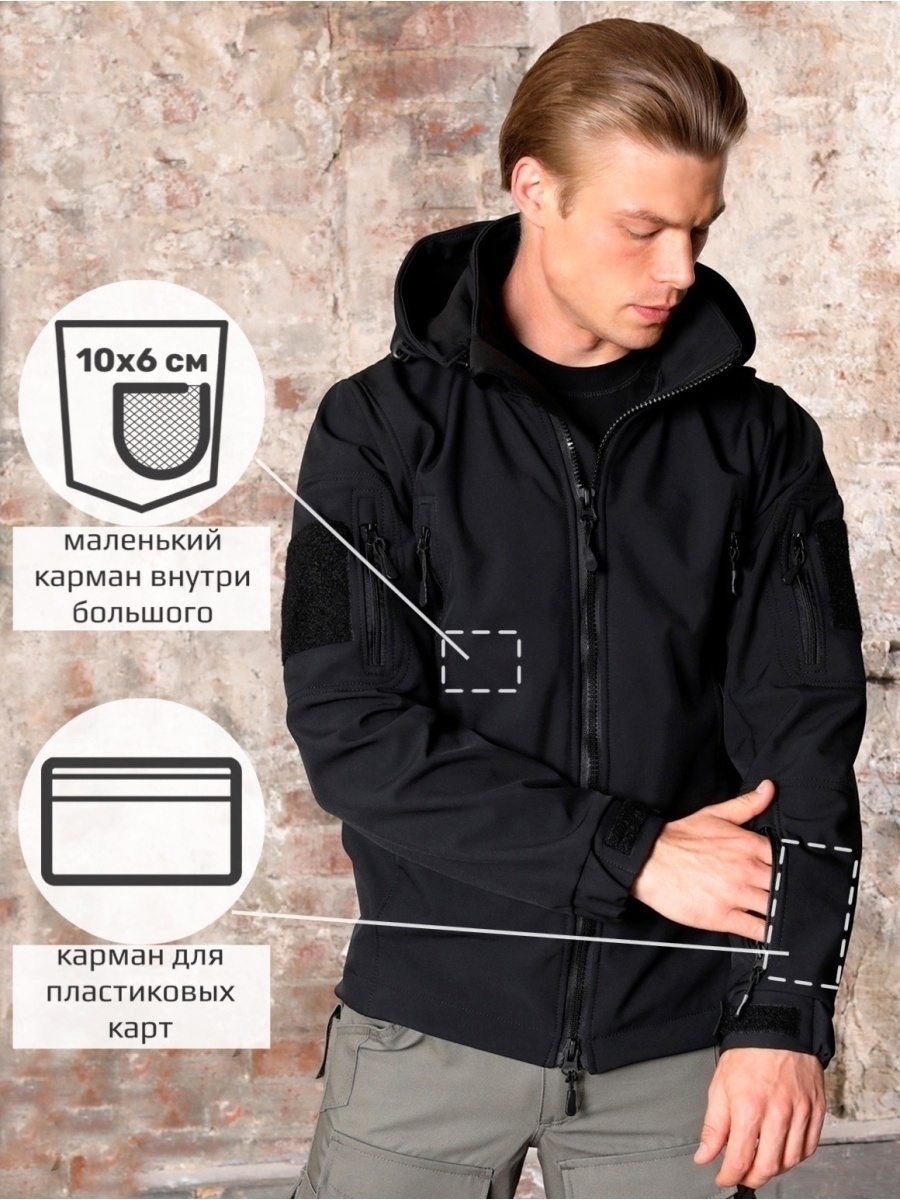 10х6 см
маленький
карман внутри
большого
карман для
пластиковых
карт